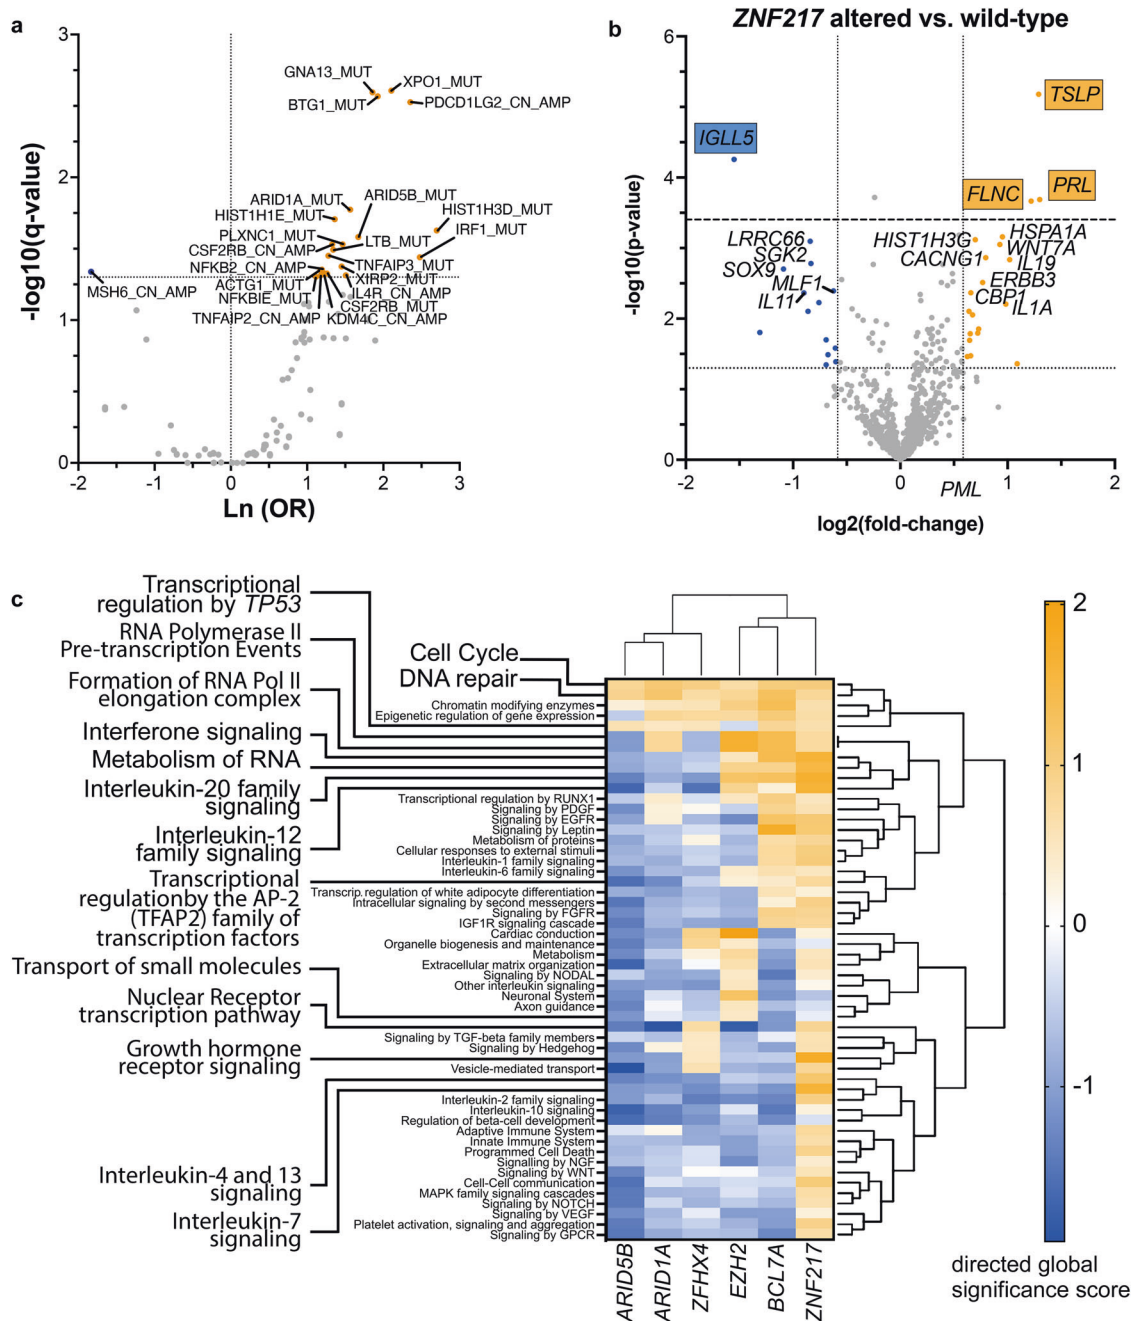 a
-log10(q-value)
3
2
1
0
-2
-1
0
1
2
3
Ln (OR)
GNA13_MUT
XPO1_MUT
BTG1_MUT
PDCD1LG2_CN_AMP
ARID1A_MUT
ARID5B_MUT
HIST1H1E_MUT
HIST1H3D_MUT
PLXNC1_MUT
LTB_MUT
IRF1_MUT
CSF2RB_CN_AMP
TNFAIP3_MUT
NFKB2_CN_AMP
XIRP2_MUT
MSH6_CN_AMP
ACTG1_MUT
IL4R_CN_AMP
NFKBIE_MUT
CSF2RB_MUT
TNFAIP2_CN_AMP
KDM4C_CN_AMP
b
ZNF217 altered vs. wild-type
-log10(p-value)
6
4
2
0
-2
-1
0
1
2
log2(fold-change)
TSLP
IGLL5
FLNC
PRL
LRRC66
HIST1H3G
HSPA1A
SGK2
CACNG1
WNT7A
SOX9
IL19
MLF1
ERBB3
IL11
CBP1
IL1A
PML
c
Transcriptional
regulation by TP53
RNA Polymerase II
Pre-transcription Events
Formation of RNA Pol II
elongation complex
Interferone signaling
Metabolism of RNA
Interleukin-20 family
signaling
Interleukin-12
family signaling
Transcriptional
regulationby the AP-2
(TFAP2) family of
transcription factors
Transport of small molecules
Nuclear Receptor
transcription pathway
Growth hormone
receptor signaling
Interleukin-4 and 13
signaling
Interleukin-7
signaling
Cell Cycle
DNA repair
Chromatin modifying enzymes
Epigenetic regulation of gene expression
Transcriptional regulation by RUNX1
Signaling by PDGF
Signaling by EGFR
Signaling by Leptin
Metabolism of proteins
Cellular responses to external stimuli
Interleukin-1 family signaling
Interleukin-6 family signaling
Transcrip. regulation of white adipocyte differentiation
Intracellular signaling by second messengers
Signaling by FGFR
IGF1R signaling cascade
Cardiac conduction
Organelle biogenesis and maintenance
Metabolism
Extracellular matrix organization
Signaling by NODAL
Other interleukin signaling
Neuronal System
Axon guidance
Signaling by TGF-beta family members
Signaling by Hedgehog
Vesicle-mediated transport
Interleukin-2 family signaling
Interleukin-10 signaling
Regulation of beta-cell development
Adaptive Immune System
Innate Immune System
Programmed Cell Death
Signalling by NGF
Signaling by WNT
Cell-Cell communication
MAPK family signaling cascades
Signaling by NOTCH
Signaling by VEGF
Platelet activation, signaling and aggregation
Signaling by GPCR
ARID5B
ARID1A
ZFHX4
EZH2
BCL7A
ZNF217
2
1
0
-1
directed global
significance score